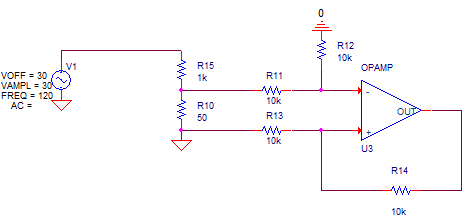 0
R12
10k
V1
VOFF = 30
VAMPL = 30
FREQ = 120
AC =
R15
1k
R11
10k
OPAMP
-
OUT
+
U3
R10
50
R13
10k
R14
10k